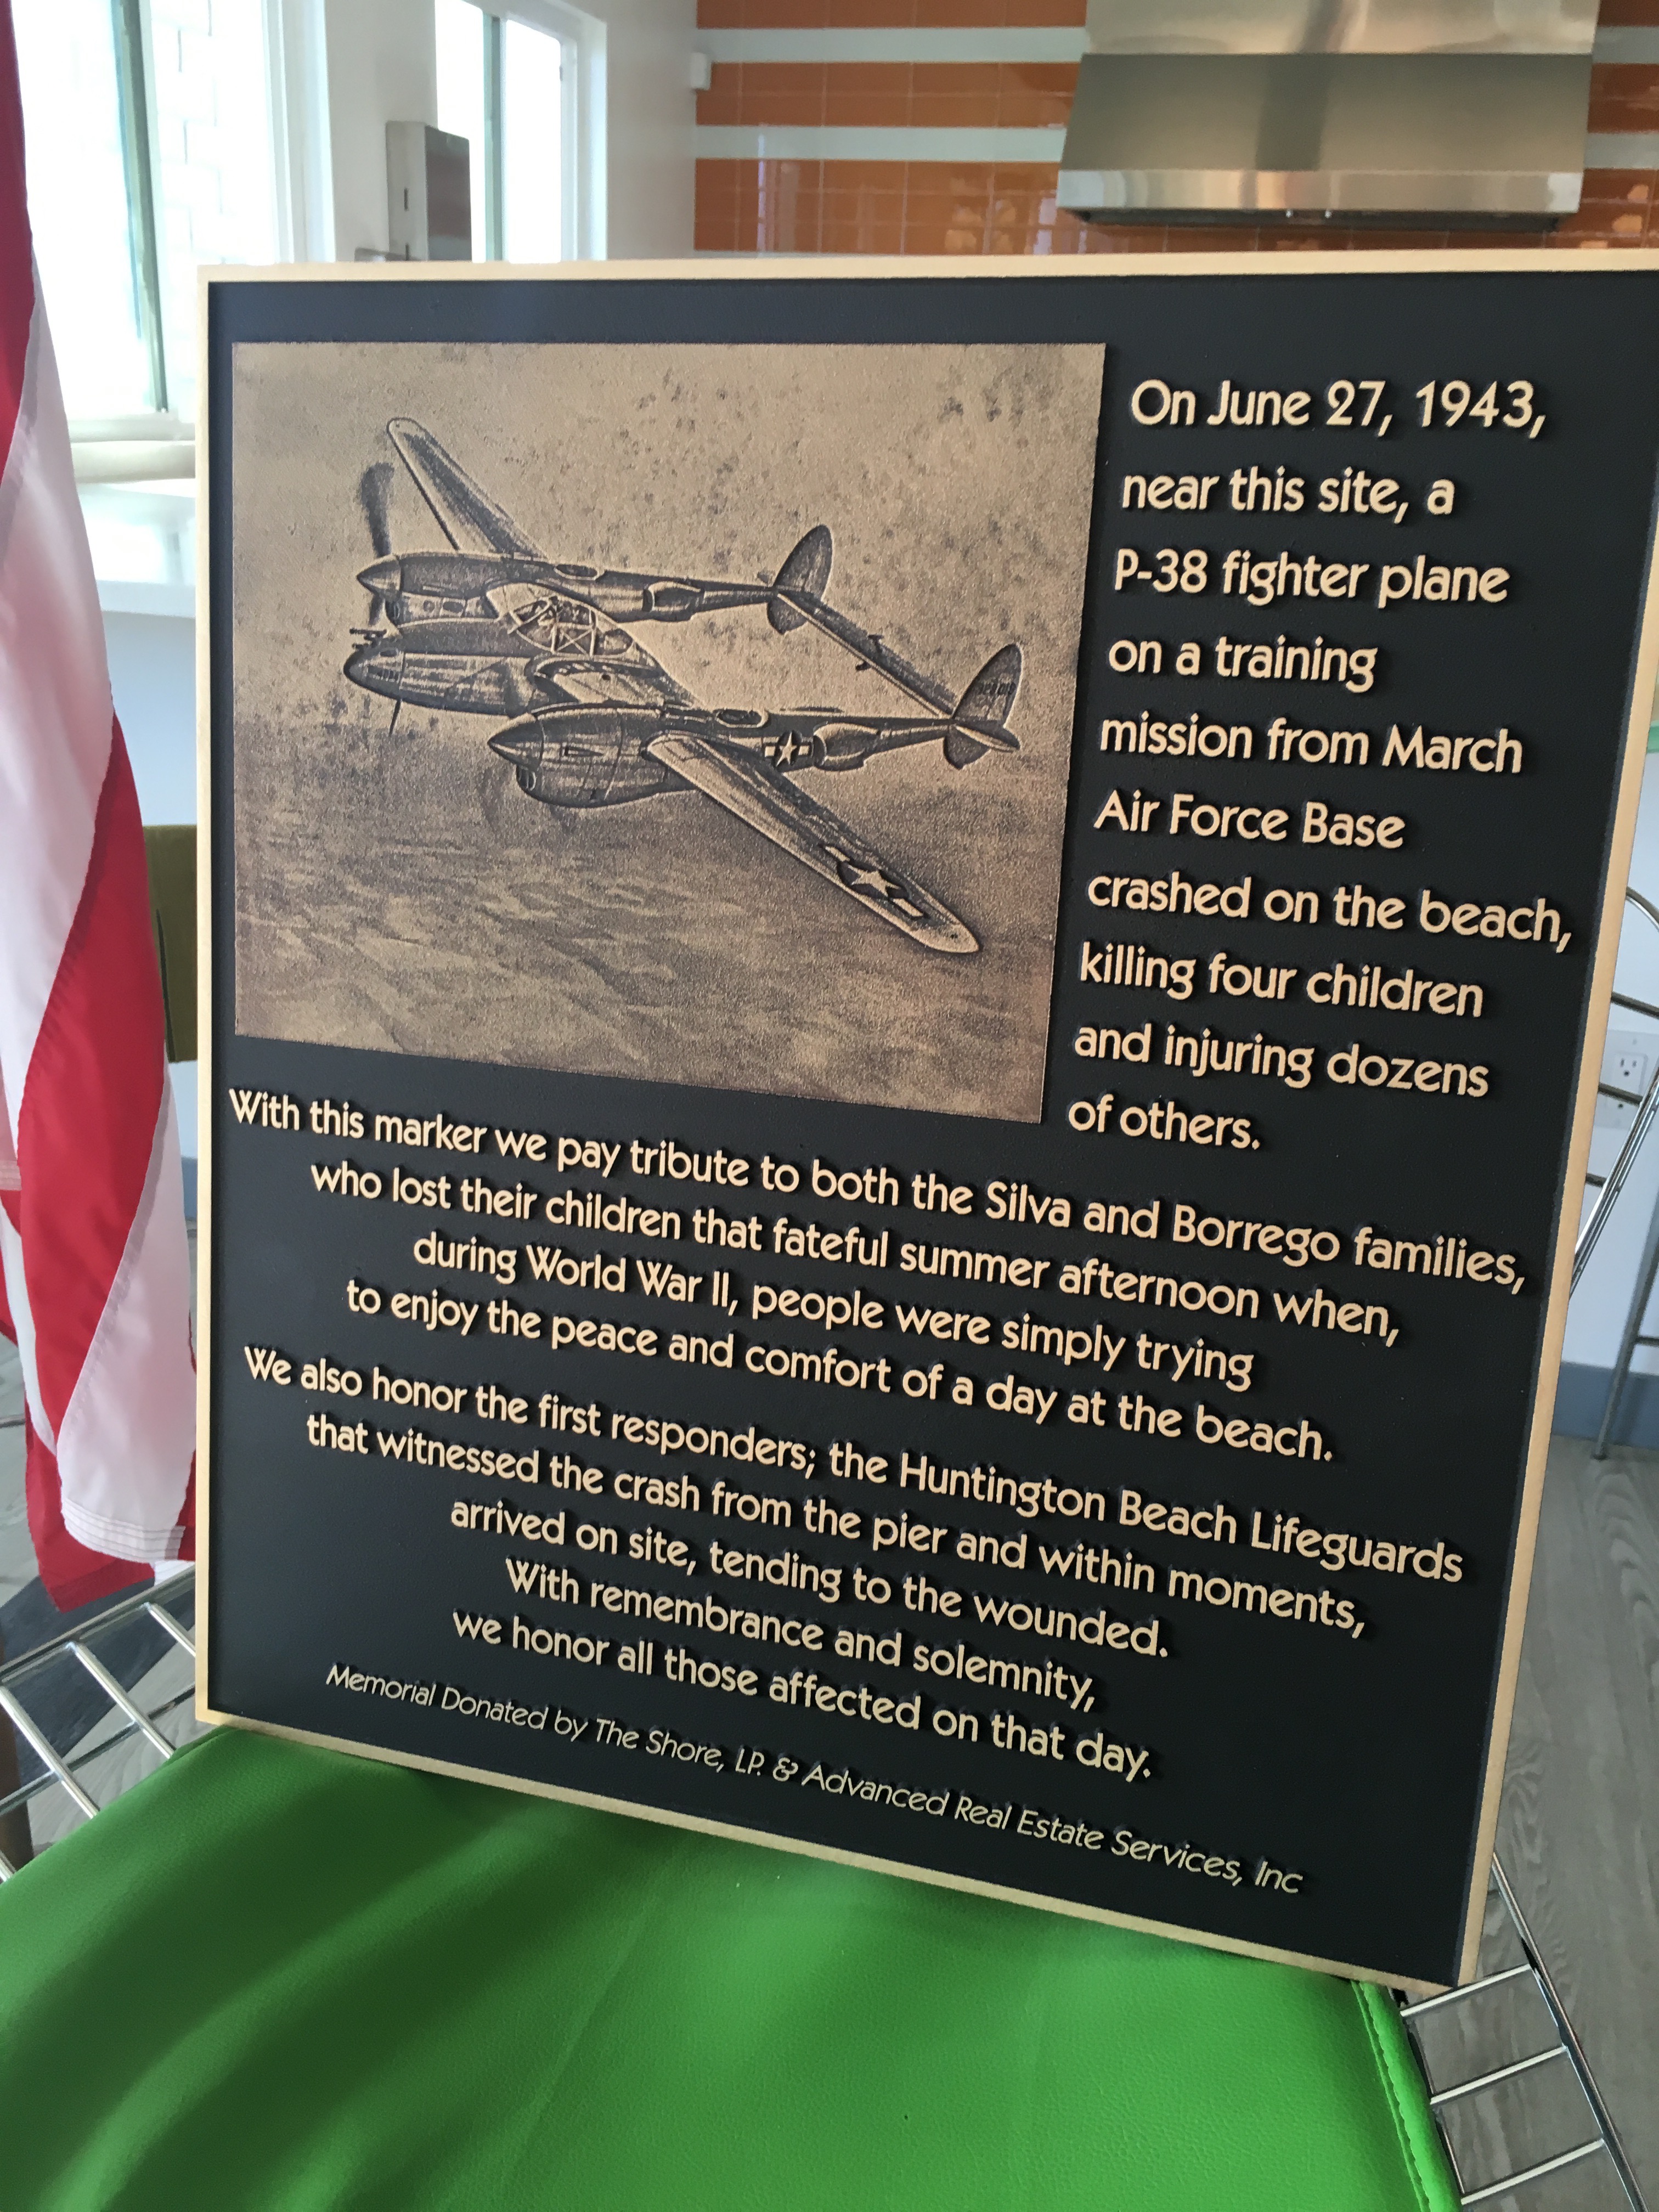 On June 27, 1943,
near this site, a
P-38 fighter plane
on a training
mission from March
Air Force Base
crashed on the beach,
killing four children
and injuring dozens
of others.
With this marker we pay tribute to both the Silva and Borrego families,
who lost their children that fateful summer afternoon when,
during World War II, people were simply trying
to enjoy the peace and comfort of a day at the beach.
We also honor the first responders; the Huntington Beach Lifeguards
that witnessed the crash from the pier and within moments,
arrived on site, tending to the wounded.
With remembrance and solemnity,
we honor all those affected on that day.
Memorial Donated by The Shore, LP. & Advanced Real Estate Services, Inc